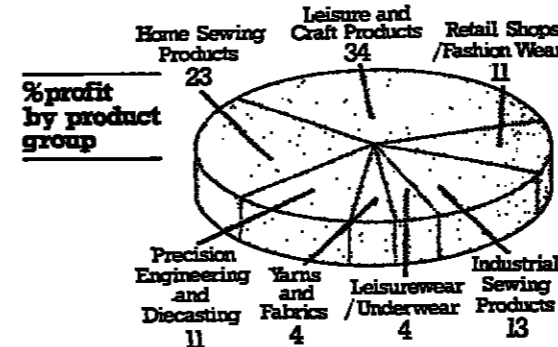 %profit
by product
group
Home Sewing
Products
23
Leisure and
Craft Products
34
Retail Shops
/Fashion Wear
11
Precision
Engineering
and
Diecasting
11
Yarns
and
Fabrics
4
Leisurewear
/Underwear
4
Industrial
Sewing
Products
13